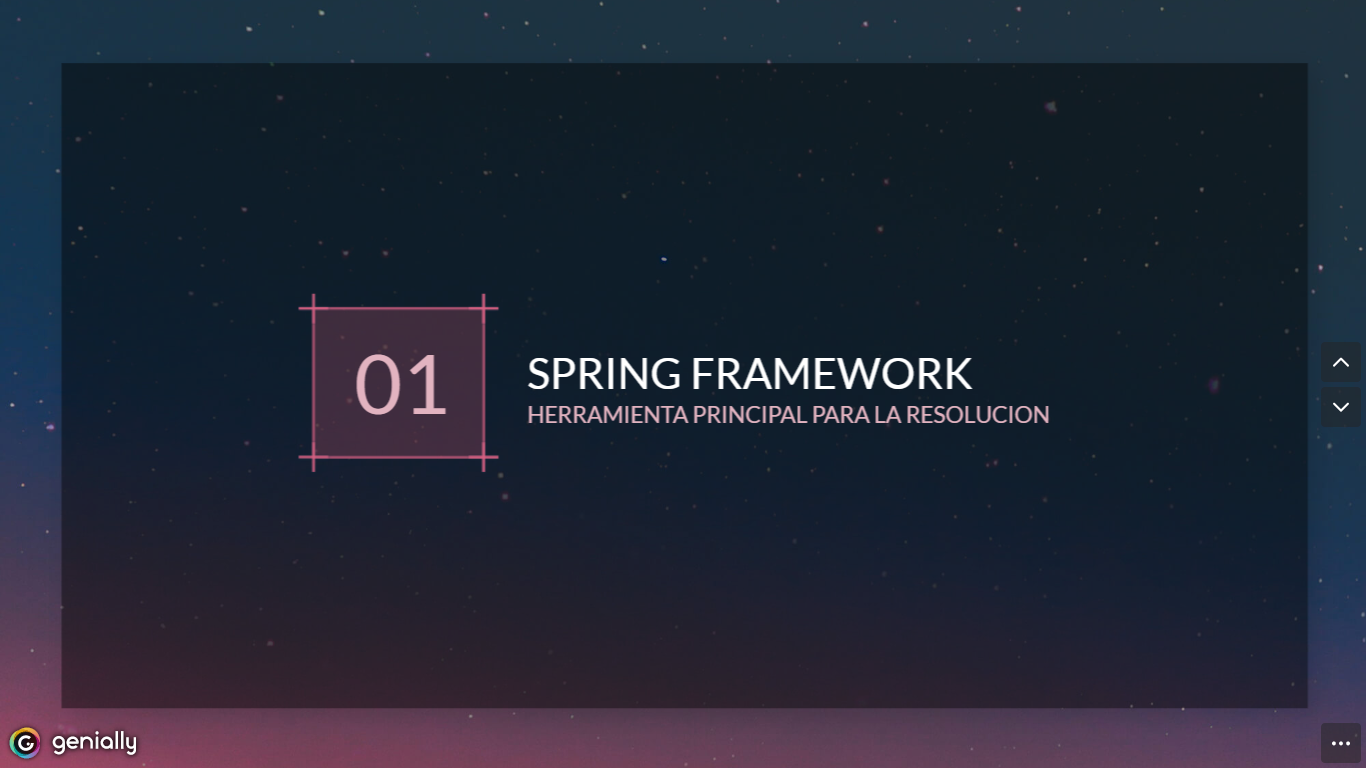 01
SPRING FRAMEWORK
HERRAMIENTA PRINCIPAL PARA LA RESOLUCION
genially